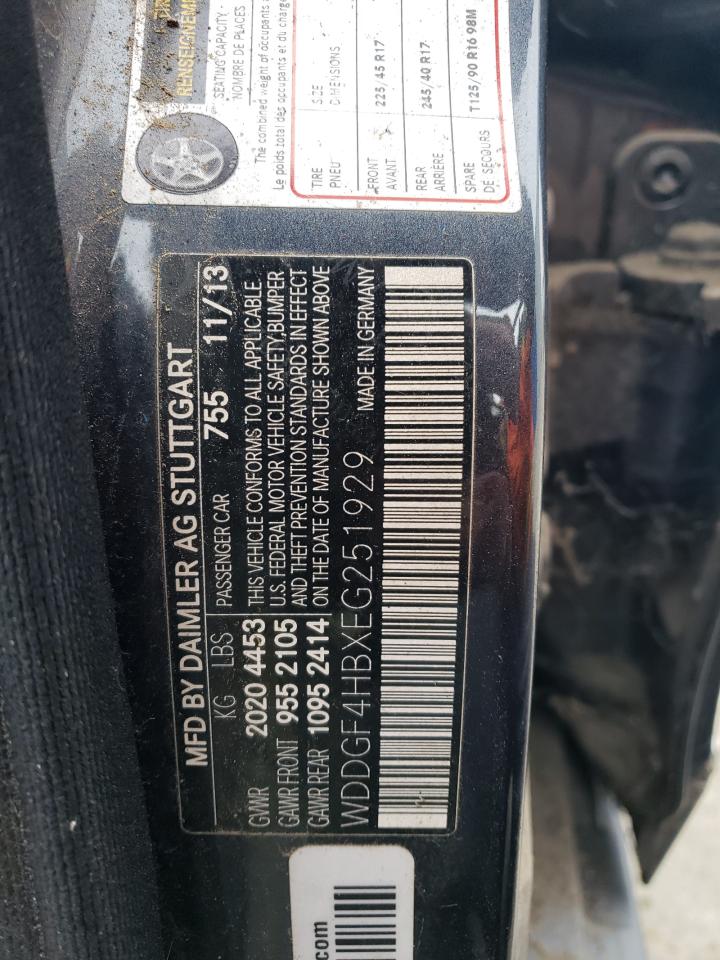 RENSEIGNEME
SEATING CAPACITY
NOMBRE DE PLACES
The combined weight of occupants
Le poids total des occupants et du charge
TIRE SIZE
PNEU DIMENSIONS
FRONT 225/45 R17
AVANT
REAR 245/40 R17
ARRIÈRE
SPARE T125/90 R16 98M
DE SECOURS
MFD BY DAIMLER AG STUTTGART
KG LBS PASSENGER CAR 755 11/13
GVWR 2020 4453 THIS VEHICLE CONFORMS TO ALL APPLICABLE
GAWR FRONT 955 2105 U.S. FEDERAL MOTOR VEHICLE SAFETY, BUMPER
AND THEFT PREVENTION STANDARDS IN EFFECT
GAWR REAR 1095 2414 ON THE DATE OF MANUFACTURE SHOWN ABOVE
WDDGF4HBXEG251929 MADE IN GERMANY
.com